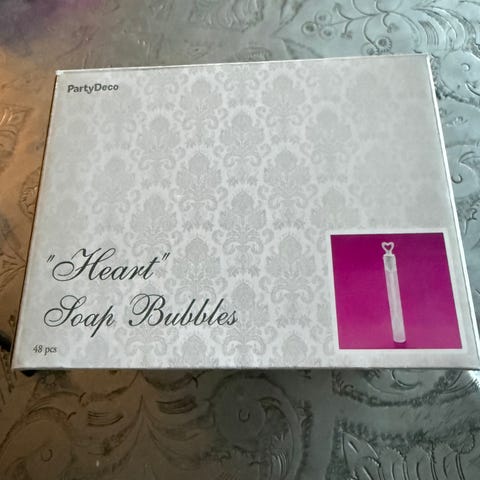 PartyDeco
"Heart"
Soap Bubbles
48 pcs